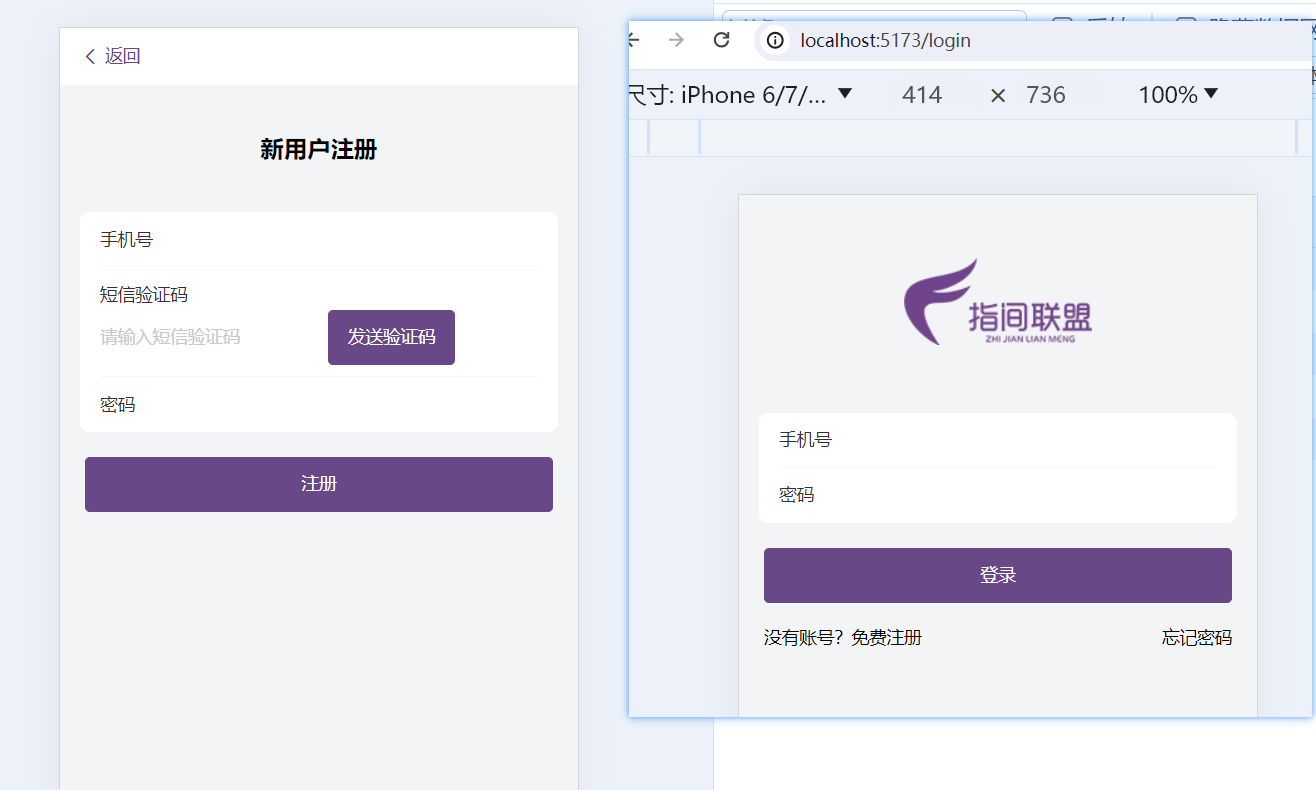 返回
新用户注册
手机号
短信验证码
请输入短信验证码
发送验证码
密码
注册
localhost:5173/login
尺寸: iPhone 6/7/... 414 × 736 100%
指间联盟
ZHI JIAN LIAN MENG
手机号
密码
登录
没有账号？免费注册 忘记密码